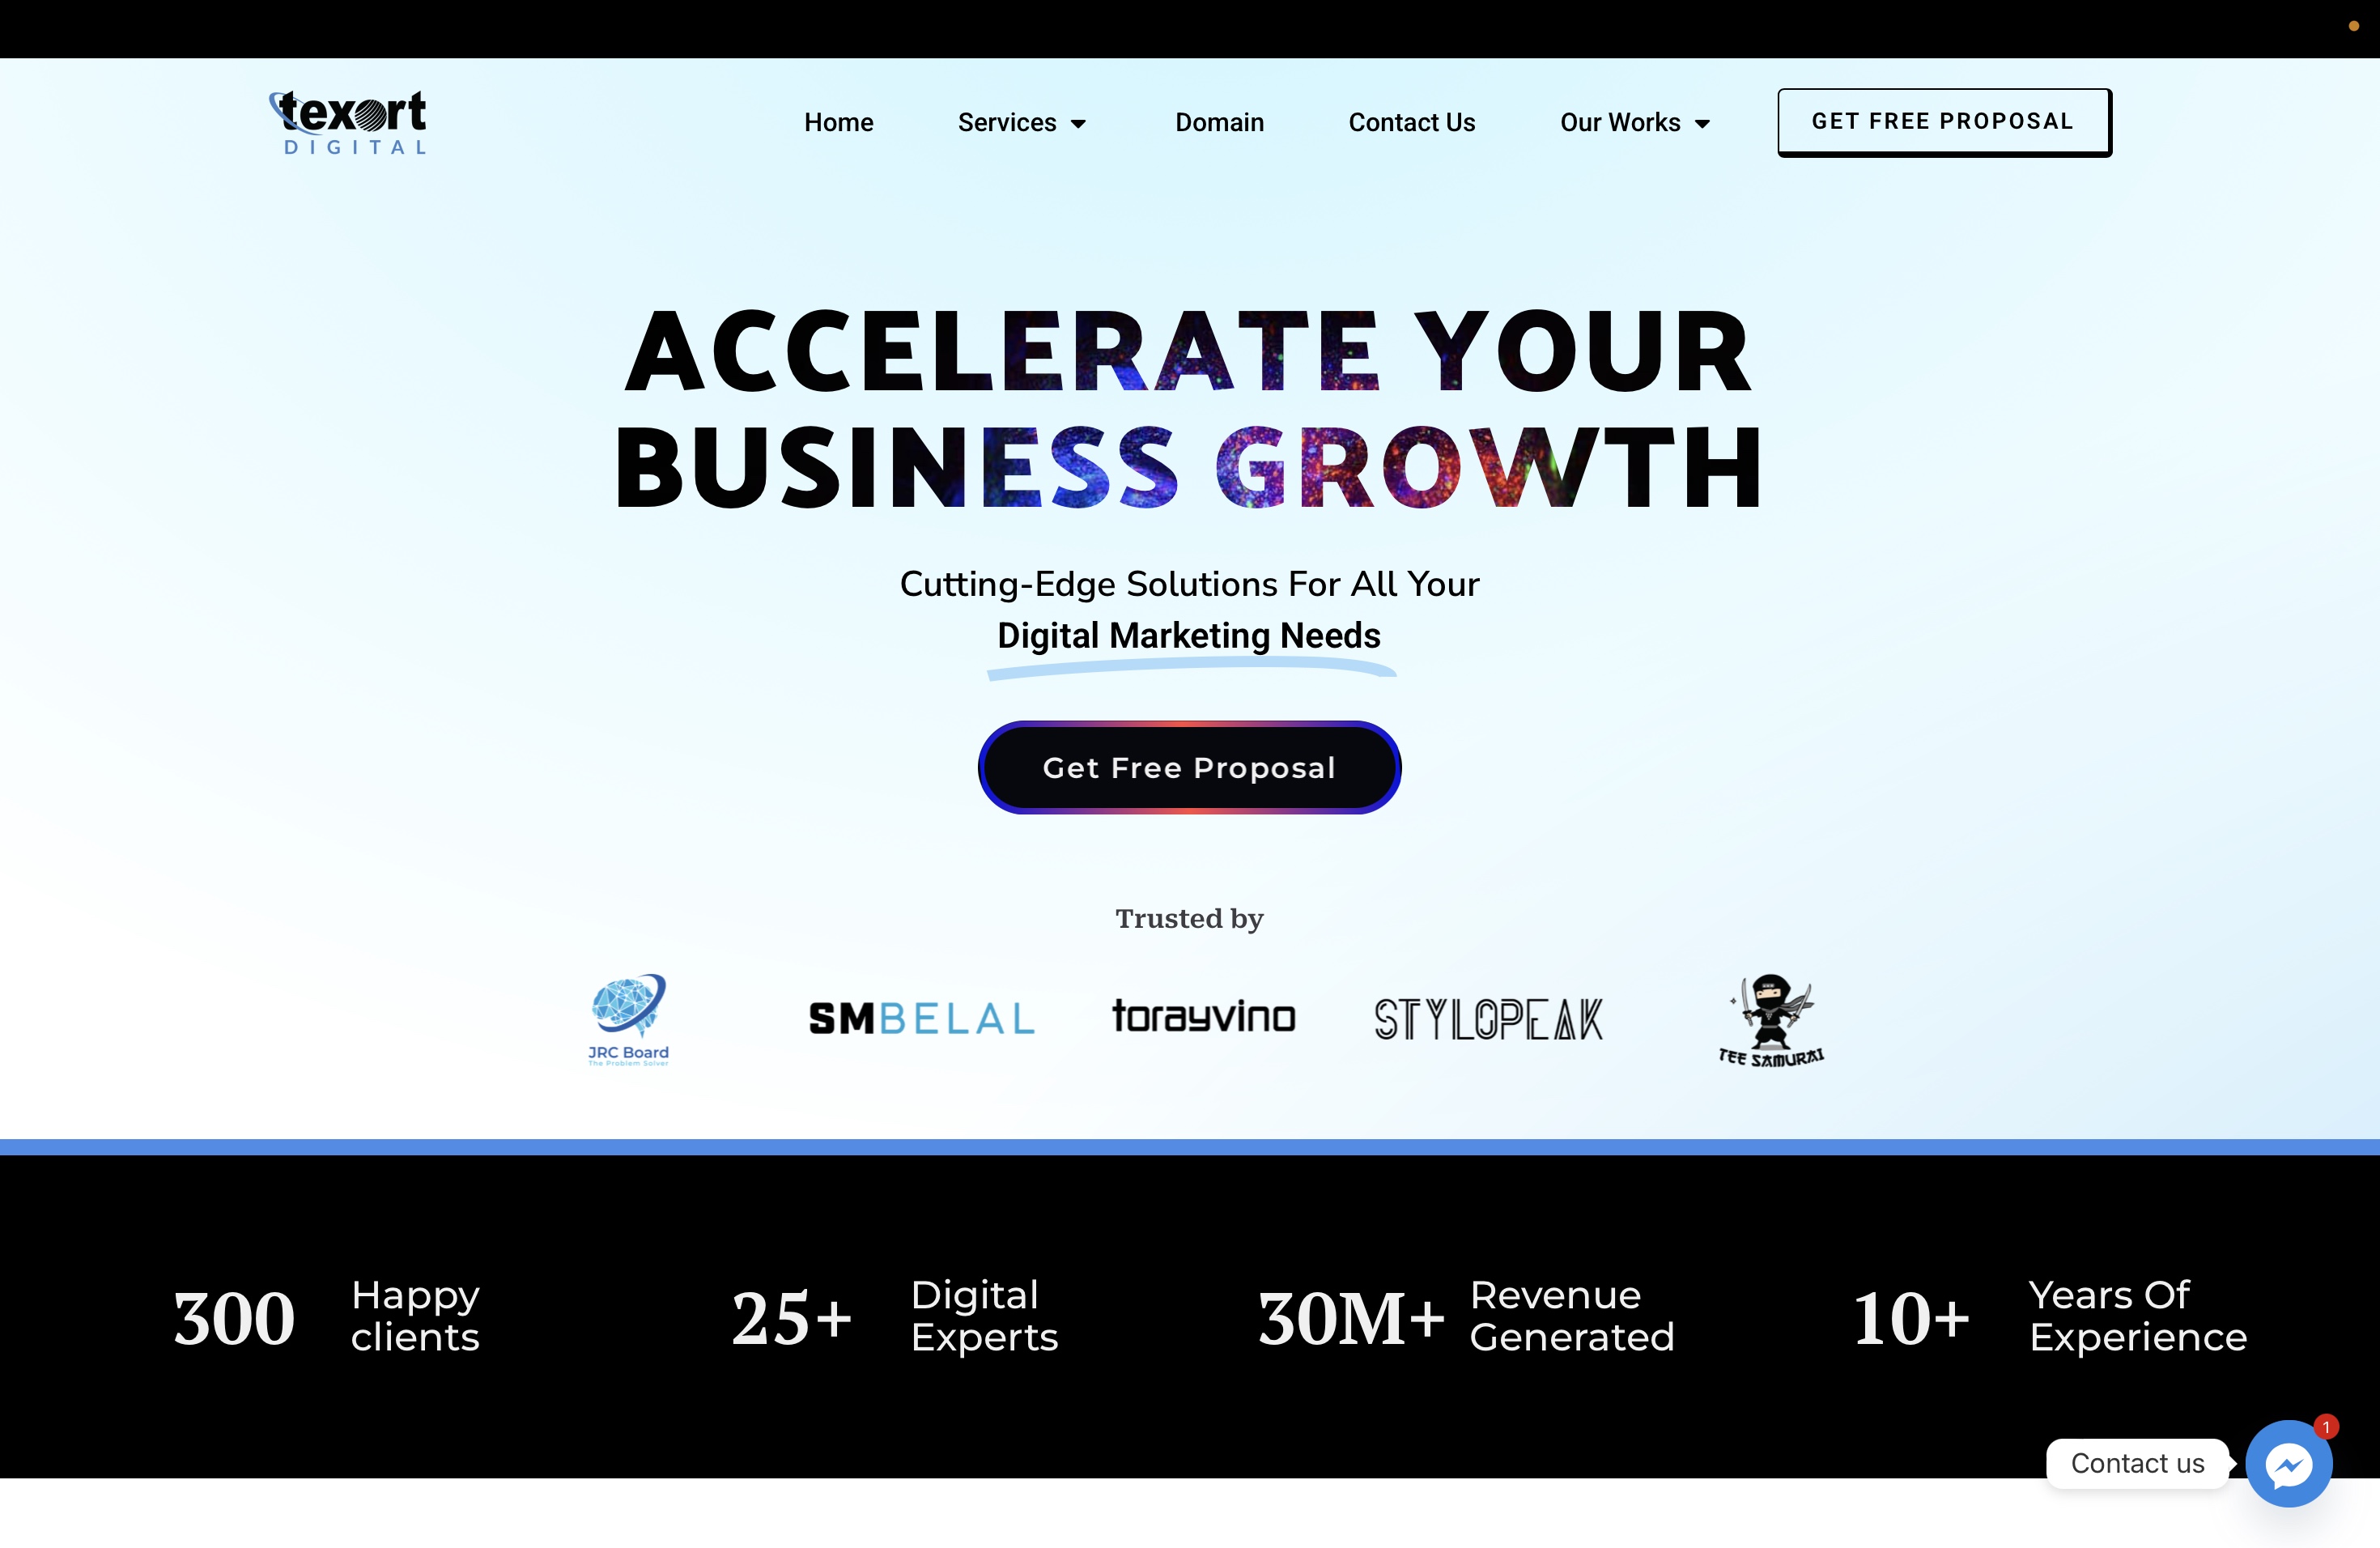 texort
DIGITAL
Home
Services
Domain
Contact Us
Our Works
GET FREE PROPOSAL
ACCELERATE YOUR
BUSINESS GROWTH
Cutting-Edge Solutions For All Your
Digital Marketing Needs
Get Free Proposal
Trusted by
JRC Board
The Problem Solver
SMBELAL
torayvino
STYLOPEAK
TEE SAMURAI
300
Happy
clients
25+
Digital
Experts
30M+
Revenue
Generated
10+
Years Of
Experience
Contact us
1